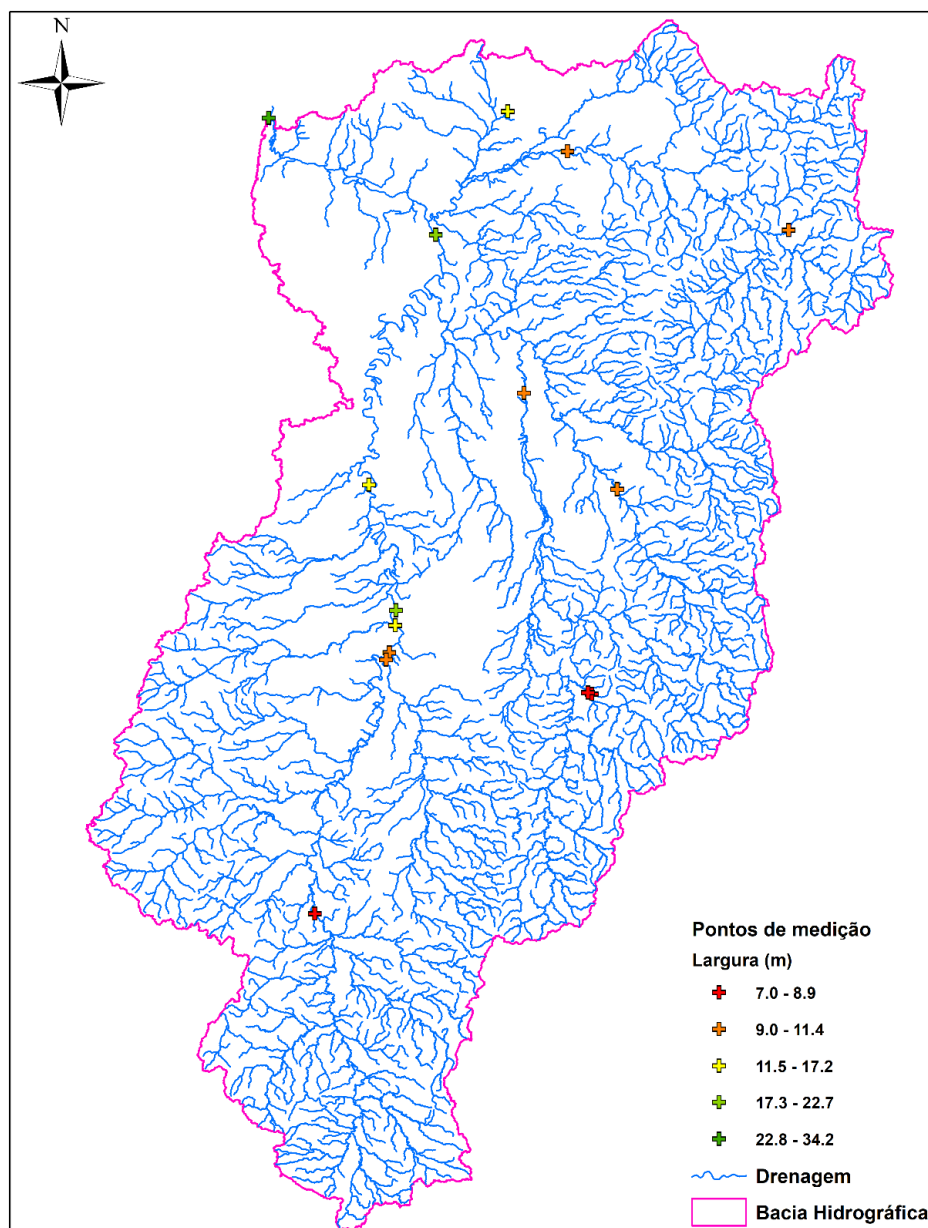 N
Pontos de medição
Largura (m)
7.0 - 8.9
9.0 - 11.4
11.5 - 17.2
17.3 - 22.7
22.8 - 34.2
Drenagem
Bacia Hidrográfica